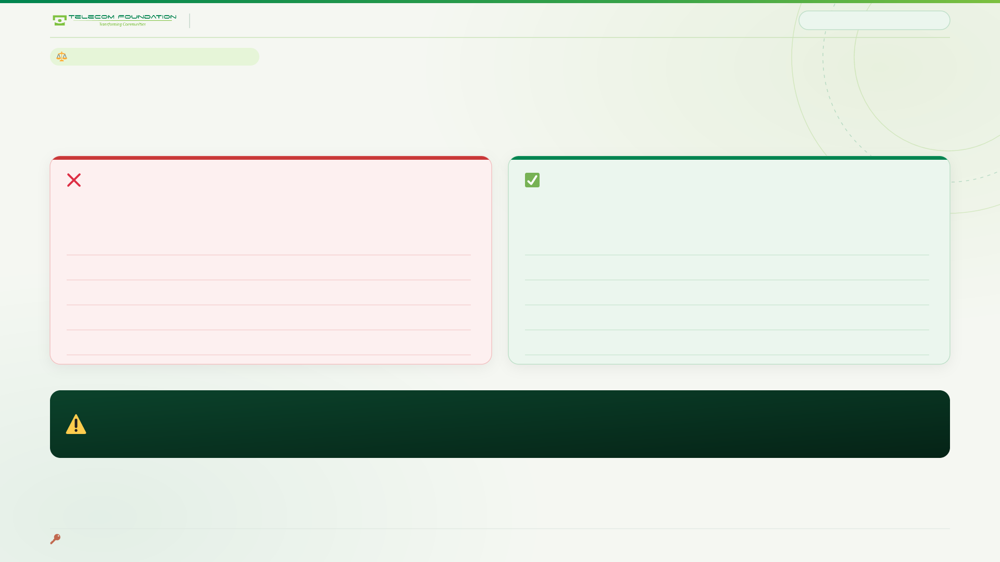 TELECOM FOUNDATION
Transforming Communities